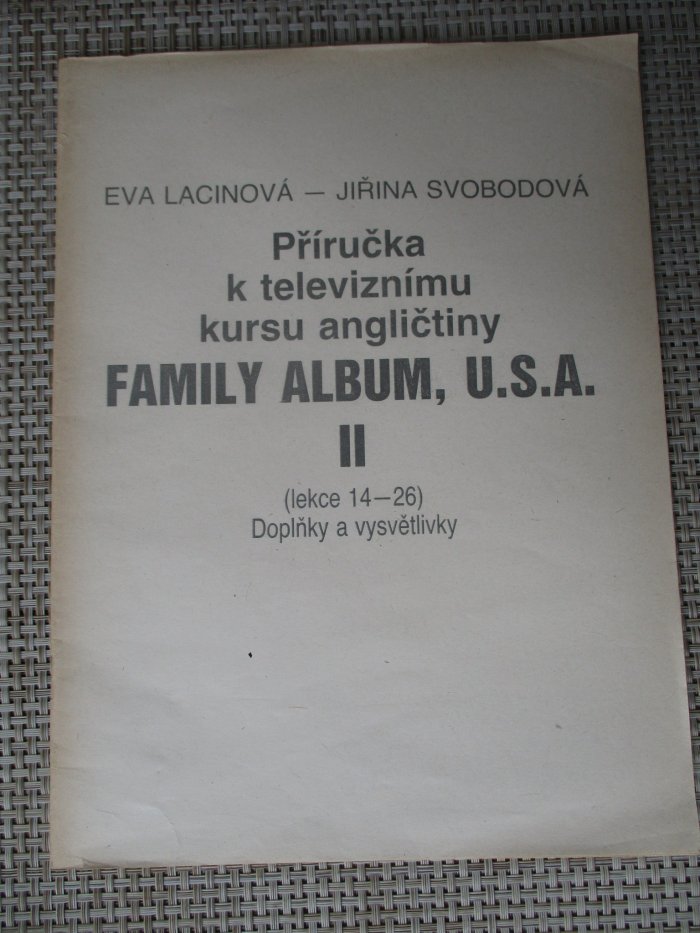 EVA LACINOVÁ — JIŘINA SVOBODOVÁ
Příručka
k televiznímu
kursu angličtiny
FAMILY ALBUM, U.S.A.
II
(lekce 14—26)
Doplňky a vysvětlivky